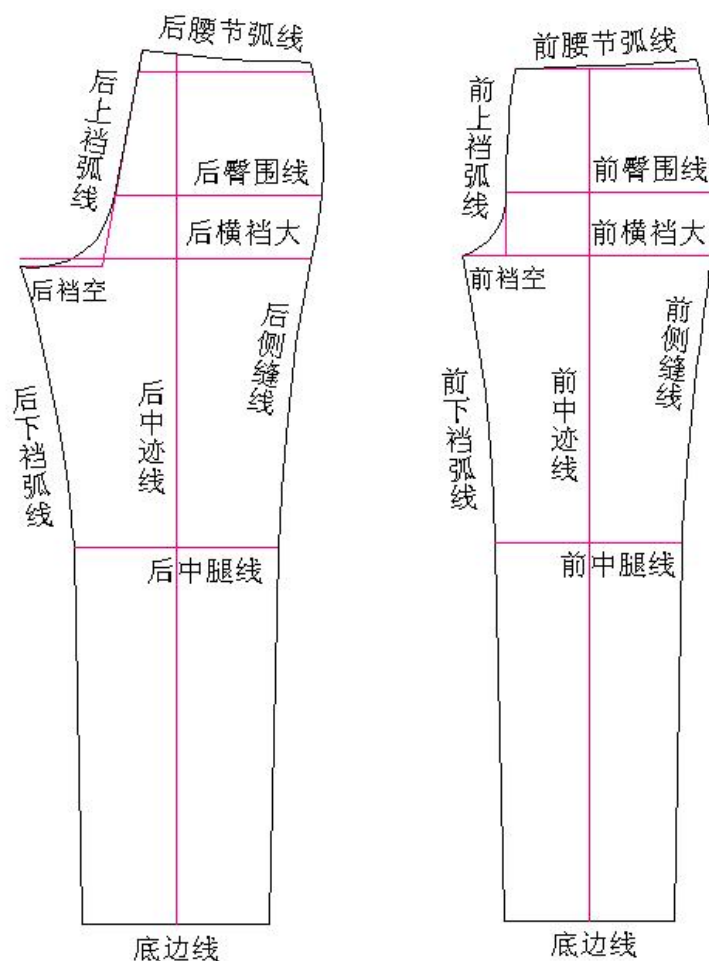 后腰节弧线
后上裆弧线
后臀围线
后横裆大
后裆空
后侧缝线
后下裆弧线
后中迹线
后中腿线
底边线
前腰节弧线
前上裆弧线
前臀围线
前横裆大
前裆空
前侧缝线
前下裆弧线
前中迹线
前中腿线
底边线